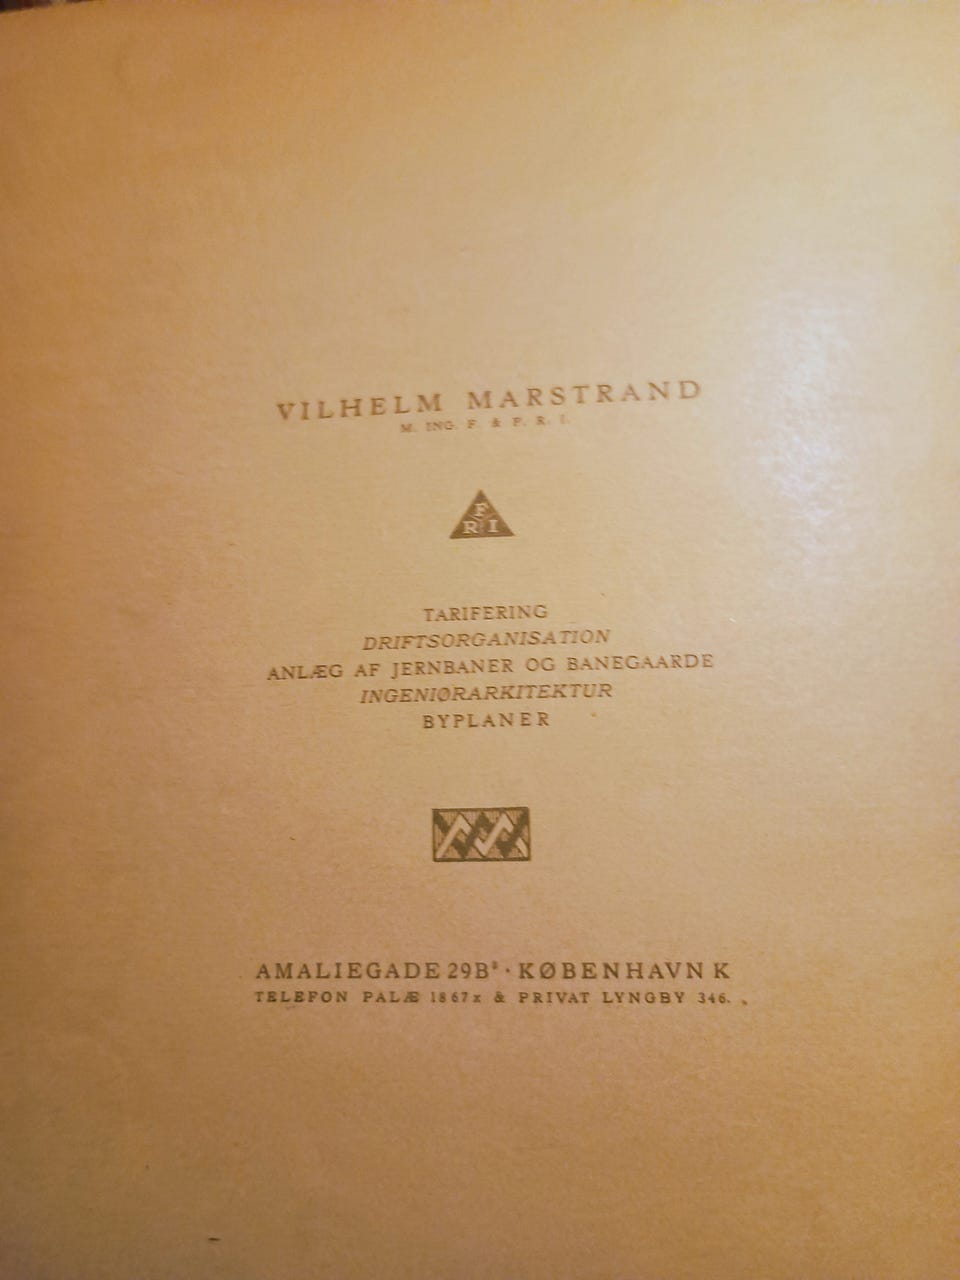 VILHELM MARSTRAND
M. ING. F. & F. R. I.
F
R I
TARIFERING
DRIFTSORGANISATION
ANLÆG AF JERNBANER OG BANEGAARDE
INGENIØRARKITEKTUR
BYPLANER
AMALIEGADE 29B² · KØBENHAVN K
TELEFON PALÆ 1867x & PRIVAT LYNGBY 346.